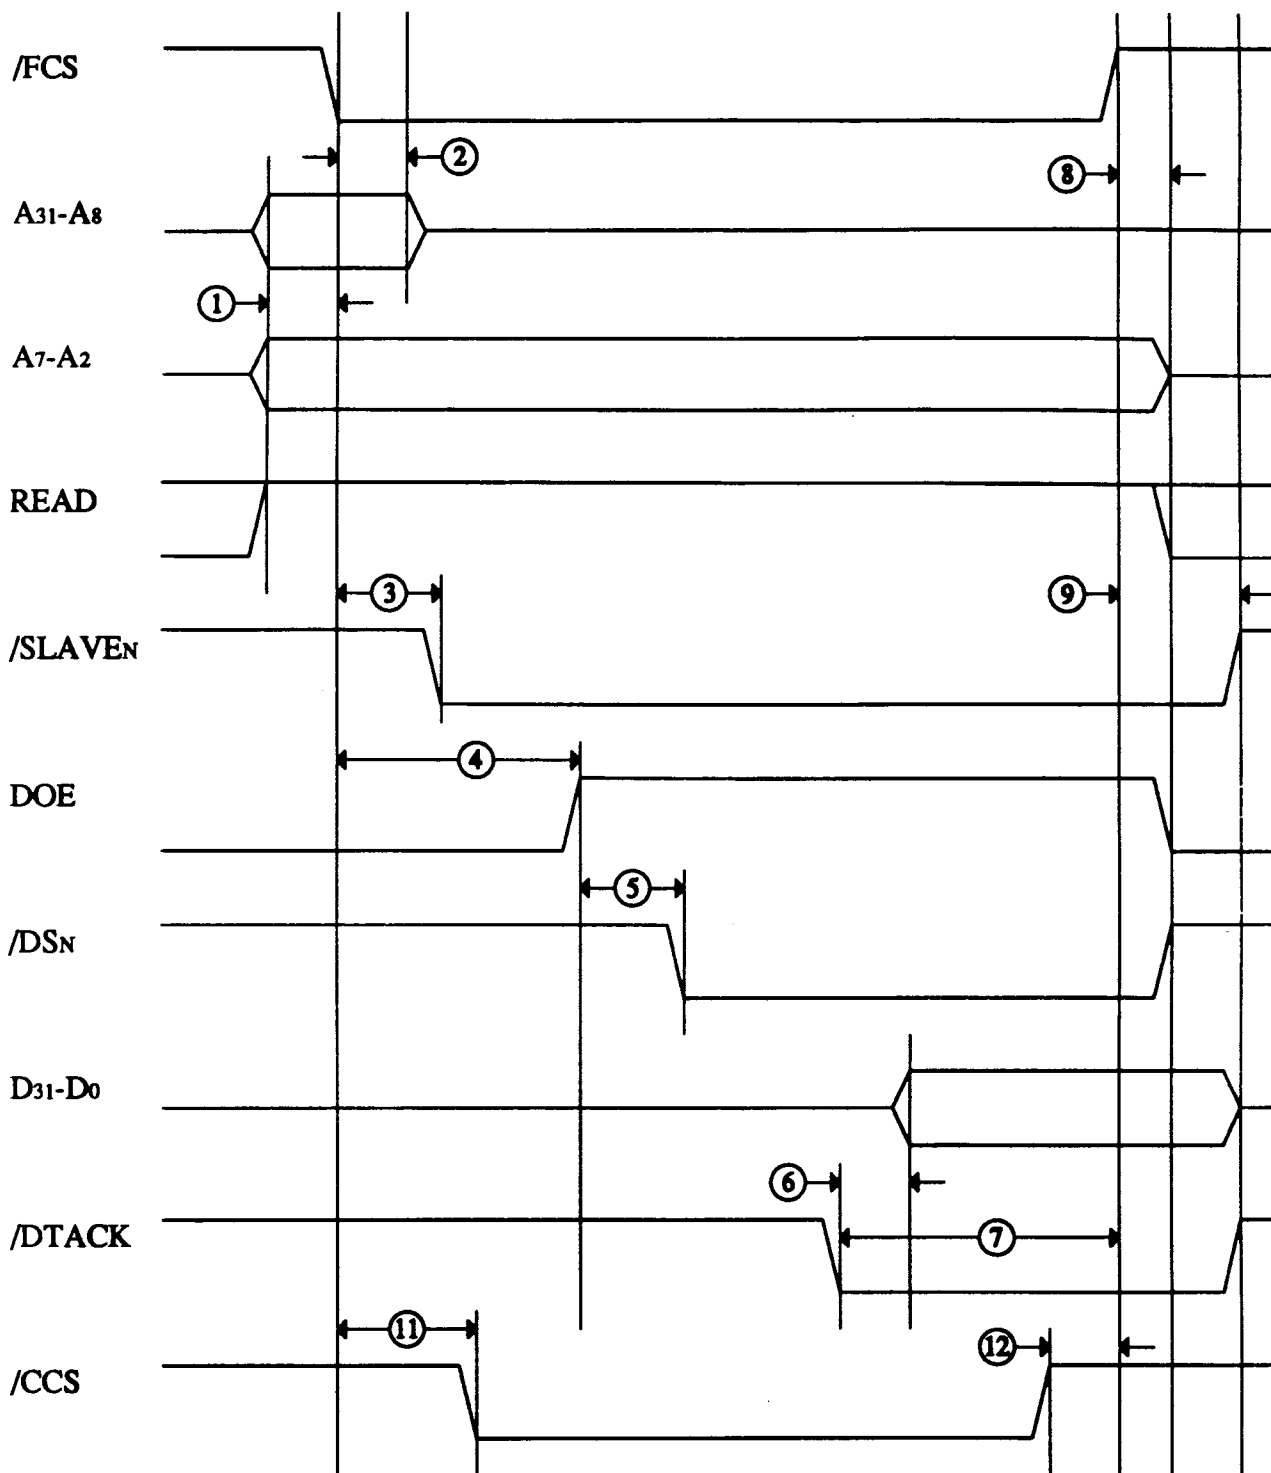 /FCS
2
8
A31-A8
1
A7-A2
READ
3
9
/SLAVEN
4
DOE
5
/DSN
D31-D0
6
/DTACK
7
11
12
/CCS